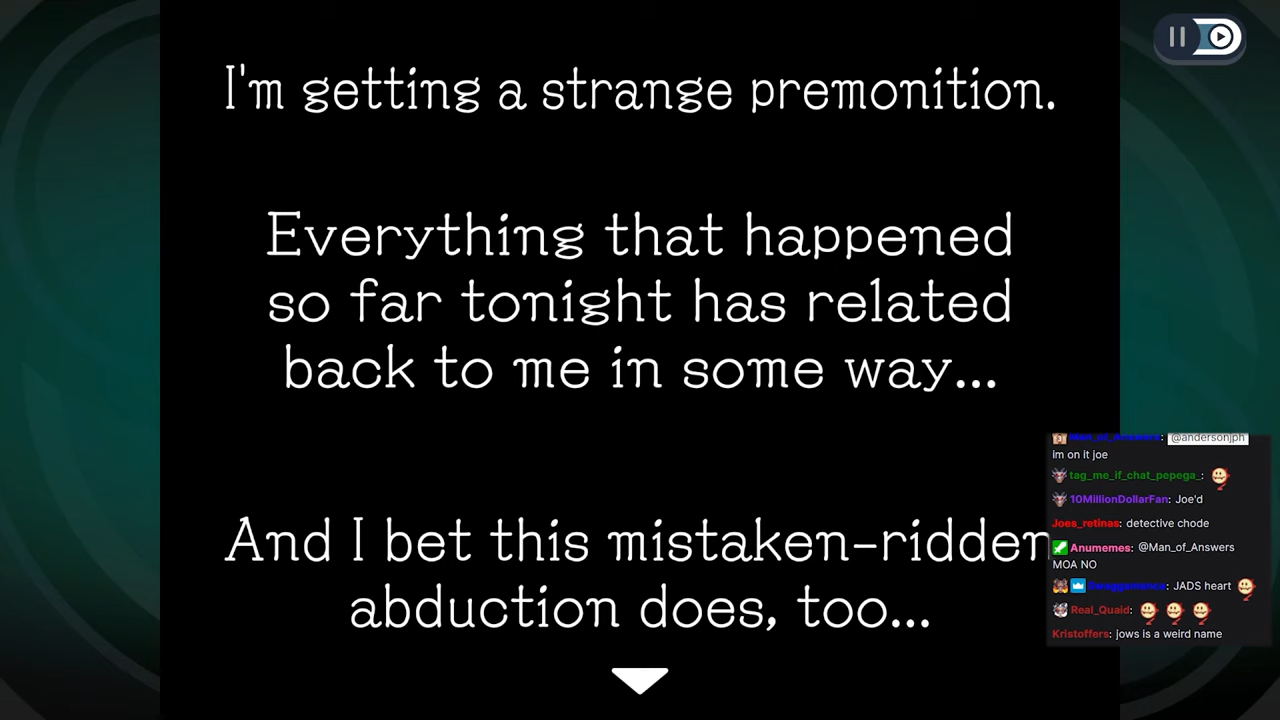 I'm getting a strange premonition.
Everything that happened
so far tonight has related
back to me in some way...
And I bet this mistaken-ridden
abduction does, too...
@andersonjph
im on it joe
tag_me_if_chat_pepega_:
10MillionDollarFan: Joe'd
Joes_retinas: detective chode
Anumemes: @Man_of_Answers
MOA NO
JADS heart
Real_Quaid:
Kristoffers: jows is a weird name